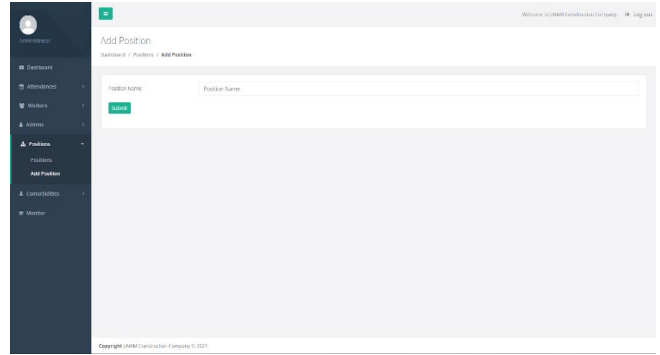 Administrator
Dashboard
Attendances
Workers
Admins
Positions
Positions
Add Position
Comorbidities
Monitor
Welcome to JNAM Construction Company. Log out
Add Position
Dashboard / Positions / Add Position
Position Name
Position Name
Submit
Copyright JNAM Construction Company © 2021